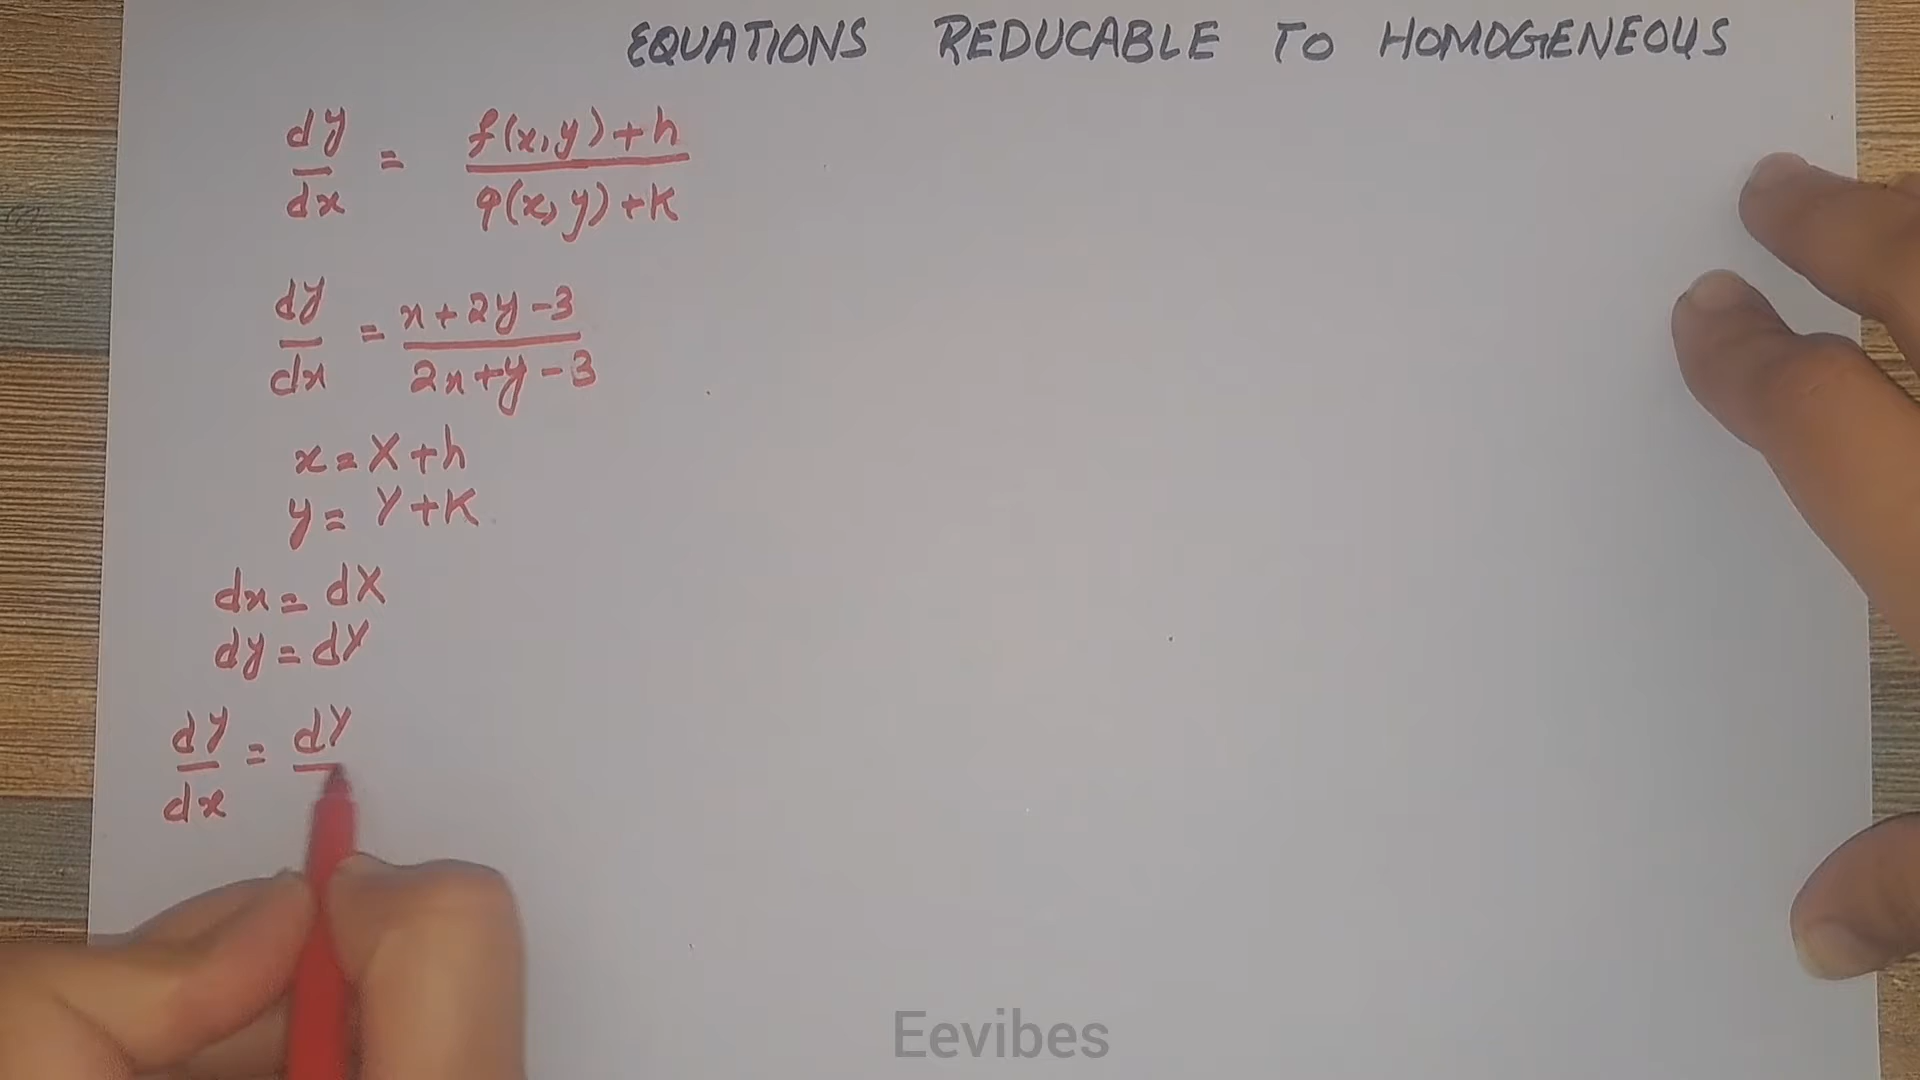 EQUATIONS REDUCABLE TO HOMOGENEOUS
dy/dx = f(x,y)+h / φ(x,y)+K
dy/dx = x+2y-3 / 2x+y-3
x=X+h
y=Y+K
dx=dX
dy=dY
dy/dx = dY
Eevibes